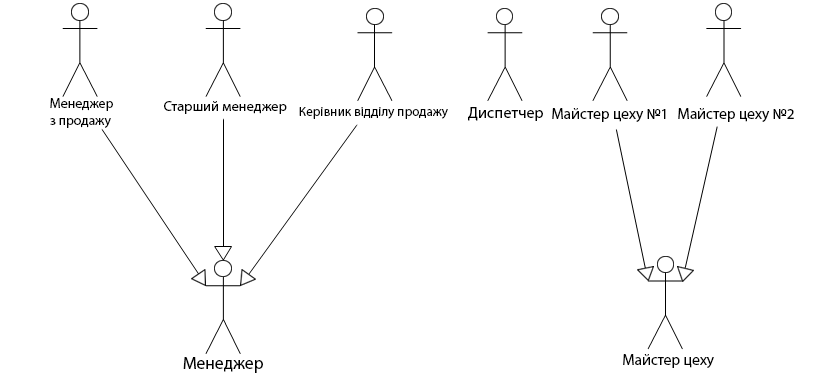 Менеджер
з продажу
Старший менеджер
Керівник відділу продажу
Диспетчер
Майстер цеху №1
Майстер цеху №2
Менеджер
Майстер цеху